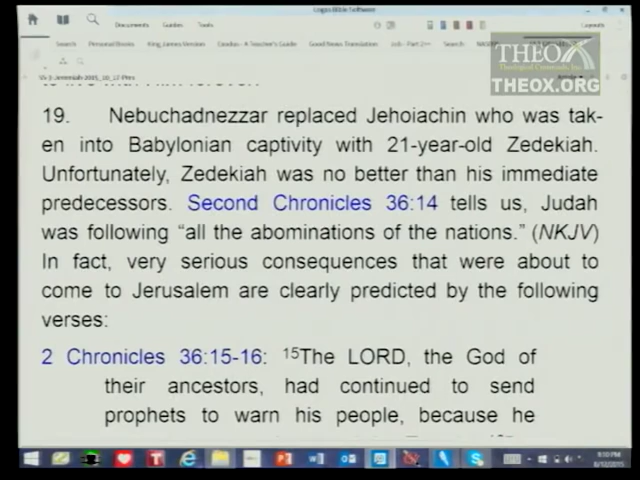 Logos Bible Software
Documents Guides Tools
Layouts
Search Personal Books King James Version Exodus - A Teacher's Guide Good News Translation Job - Part 2 Search
THEOX
THEOX.ORG
19. Nebuchadnezzar replaced Jehoiachin who was tak-
en into Babylonian captivity with 21-year-old Zedekiah.
Unfortunately, Zedekiah was no better than his immediate
predecessors. Second Chronicles 36:14 tells us, Judah
was following “all the abominations of the nations.” (NKJV)
In fact, very serious consequences that were about to
come to Jerusalem are clearly predicted by the following
verses:
2 Chronicles 36:15-16: 15The LORD, the God of
their ancestors, had continued to send
prophets to warn his people, because he